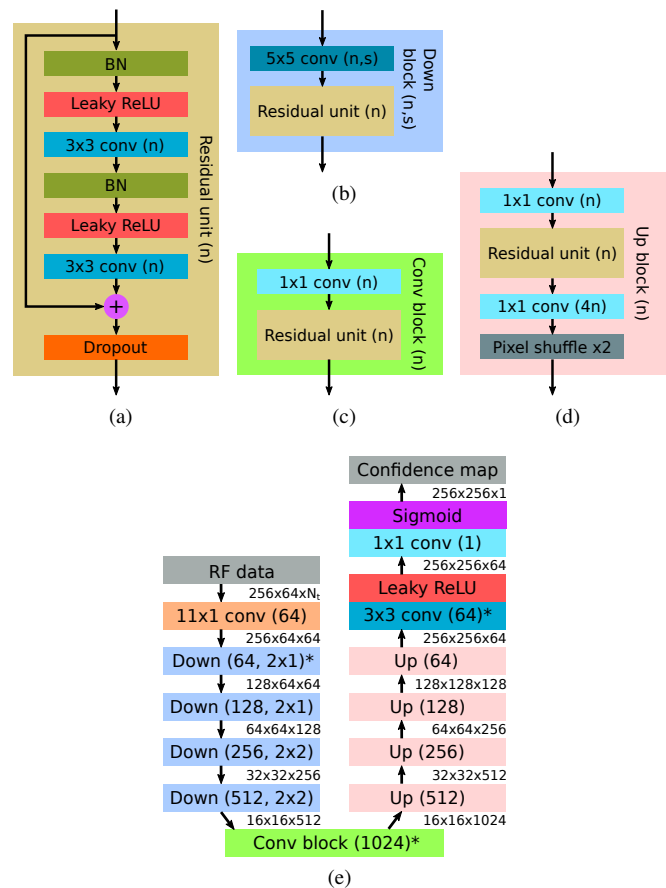 BN
Leaky ReLU
3x3 conv (n)
BN
Leaky ReLU
3x3 conv (n)
+
Dropout
Residual unit (n)
(a)
5x5 conv (n,s)
Residual unit (n)
Down
block (n,s)
(b)
1x1 conv (n)
Residual unit (n)
Conv block (n)
(c)
1x1 conv (n)
Residual unit (n)
1x1 conv (4n)
Pixel shuffle x2
Up block (n)
(d)
RF data
256x64xNₜ
11x1 conv (64)
256x64x64
Down (64, 2x1)*
128x64x64
Down (128, 2x1)
64x64x128
Down (256, 2x2)
32x32x256
Down (512, 2x2)
16x16x512
Conv block (1024)*
Confidence map
256x256x1
Sigmoid
1x1 conv (1)
256x256x64
Leaky ReLU
3x3 conv (64)*
256x256x64
Up (64)
128x128x128
Up (128)
64x64x256
Up (256)
32x32x512
Up (512)
16x16x1024
(e)